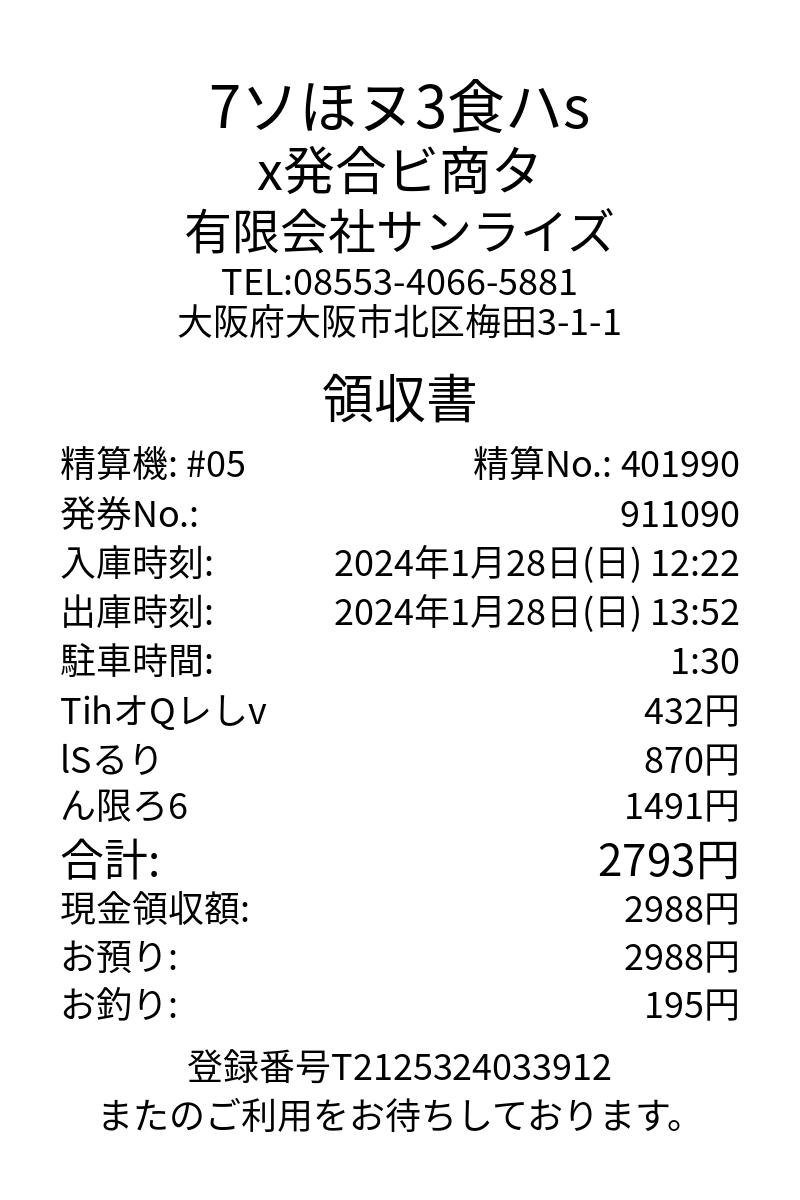 7ソほヌ3食ハs
x発合ビ商タ
有限会社サンライズ
TEL:08553-4066-5881
大阪府大阪市北区梅田3-1-1
領収書
精算機: #05 精算No.: 401990
発券No.: 911090
入庫時刻: 2024年1月28日(日) 12:22
出庫時刻: 2024年1月28日(日) 13:52
駐車時間: 1:30
TihオQレしv 432円
lSるり 870円
ん限ろ6 1491円
合計: 2793円
現金領収額: 2988円
お預り: 2988円
お釣り: 195円
登録番号T2125324033912
またのご利用をお待ちしております。